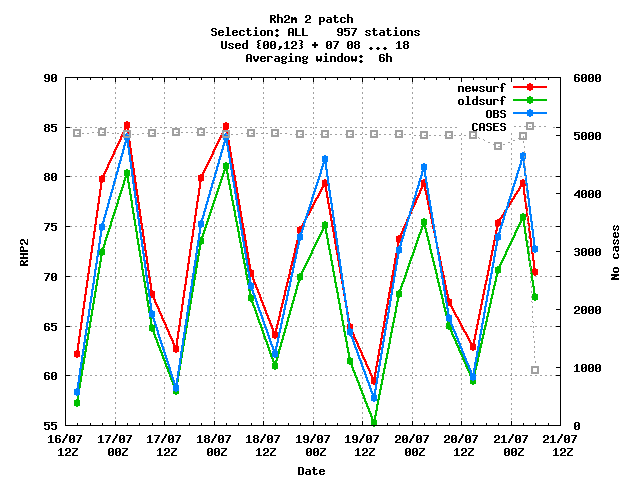 Rh2m 2 patch
Selection: ALL    957 stations
Used {00,12} + 07 08 ... 18
Averaging window:  6h
90
85
80
75
70
65
60
55
RHP2
6000
5000
4000
3000
2000
1000
0
No cases
newsurf
oldsurf
OBS
CASES
16/07 17/07 17/07 18/07 18/07 19/07 19/07 20/07 20/07 21/07 21/07
12Z 00Z 12Z 00Z 12Z 00Z 12Z 00Z 12Z 00Z 12Z
Date